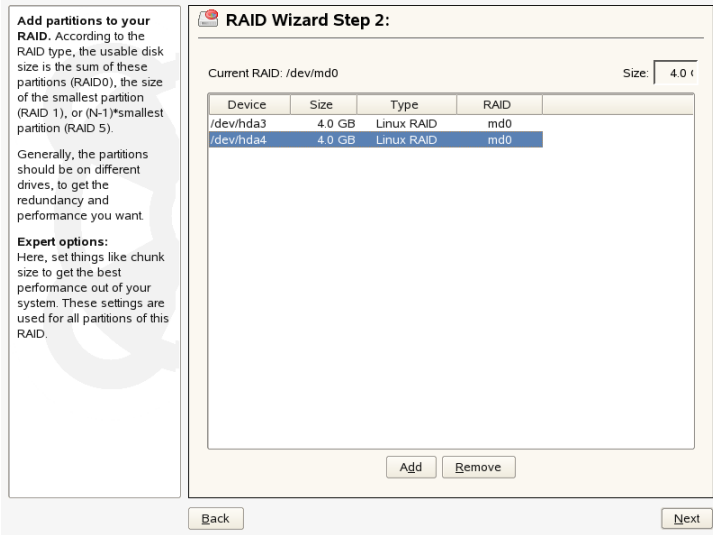 Add partitions to your
RAID. According to the
RAID type, the usable disk
size is the sum of these
partitions (RAID0), the size
of the smallest partition
(RAID 1), or (N-1)*smallest
partition (RAID 5).
Generally, the partitions
should be on different
drives, to get the
redundancy and
performance you want.
Expert options:
Here, set things like chunk
size to get the best
performance out of your
system. These settings are
used for all partitions of this
RAID.
RAID Wizard Step 2:
Current RAID: /dev/md0 Size: 4.0
Device Size Type RAID
/dev/hda3 4.0 GB Linux RAID md0
/dev/hda4 4.0 GB Linux RAID md0
Add Remove
Back Next